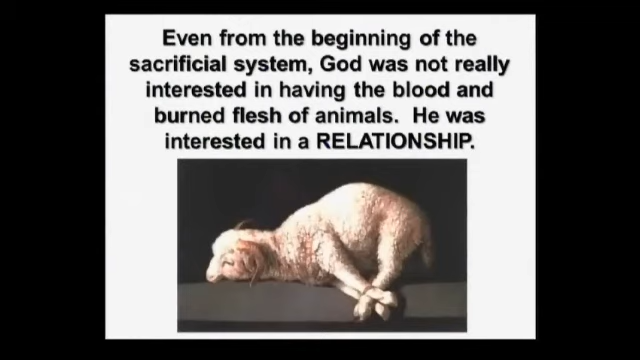 Even from the beginning of the
sacrificial system, God was not really
interested in having the blood and
burned flesh of animals.  He was
interested in a RELATIONSHIP.